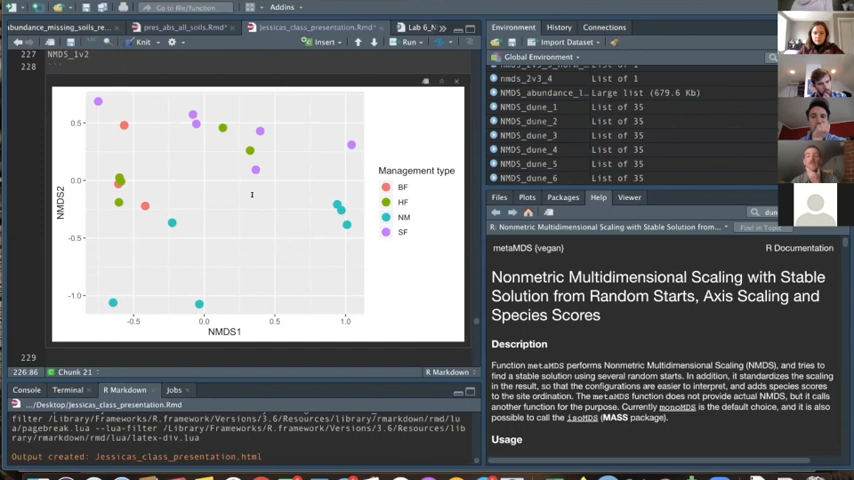 Go to file/function
Addins
abundance_missing_soils_re...
pres_abs_all_soils.Rmd*
Jessicas_class_presentation.Rmd*
Lab 6_N
Knit
Insert
Run
227 NMDS_1v2
228 ```
0.5
0.0
-0.5
-1.0
NMDS2
-0.5 0.0 0.5 1.0
NMDS1
Management type
BF
HF
NM
SF
229
226:86 Chunk 21 R Markdown
Console Terminal R Markdown Jobs
.../Desktop/Jessicas_class_presentation.Rmd
filter /Library/Frameworks/R.framework/Versions/3.6/Resources/library/rmarkdown/rmd/lu
a/pagebreak.lua --lua-filter /Library/Frameworks/R.framework/Versions/3.6/Resources/lib
rary/rmarkdown/rmd/lua/latex-div.lua
Output created: Jessicas_class_presentation.html
Environment History Connections
Import Dataset
Global Environment
nmds_2v3_4 List of 1
NMDS_abundance_l... Large list (679.6 Kb)
NMDS_dune_1 List of 35
NMDS_dune_2 List of 35
NMDS_dune_3 List of 35
NMDS_dune_4 List of 35
NMDS_dune_5 List of 35
NMDS_dune_6 List of 35
Files Plots Packages Help Viewer
R: Nonmetric Multidimensional Scaling with Stable Solution from...
Find in Topic
metaMDS {vegan} R Documentation
Nonmetric Multidimensional Scaling with Stable
Solution from Random Starts, Axis Scaling and
Species Scores
Description
Function metaMDS performs Nonmetric Multidimensional Scaling (NMDS), and tries to
find a stable solution using several random starts. In addition, it standardizes the scaling
in the result, so that the configurations are easier to interpret, and adds species scores
to the site ordination. The metaMDS function does not provide actual NMDS, but it calls
another function for the purpose. Currently monoMDS is the default choice, and it is also
possible to call the isoMDS (MASS package).
Usage